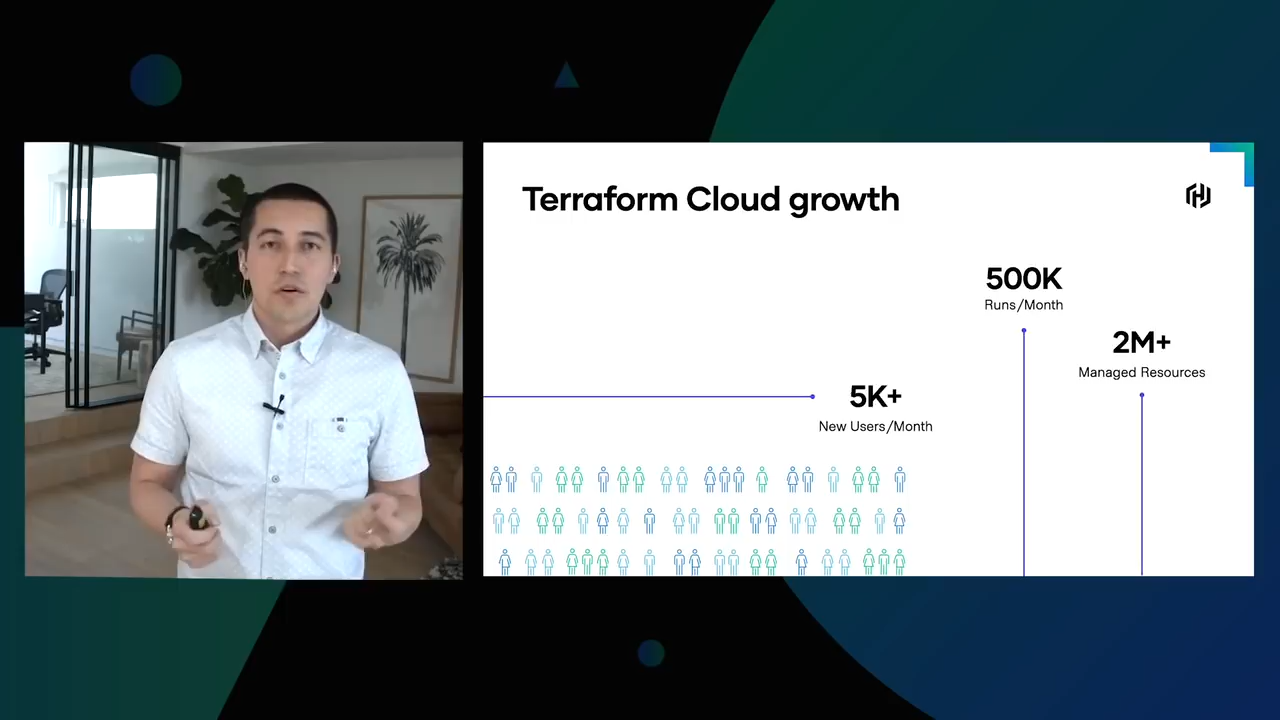 Terraform Cloud growth
500K
Runs/Month
2M+
Managed Resources
5K+
New Users/Month